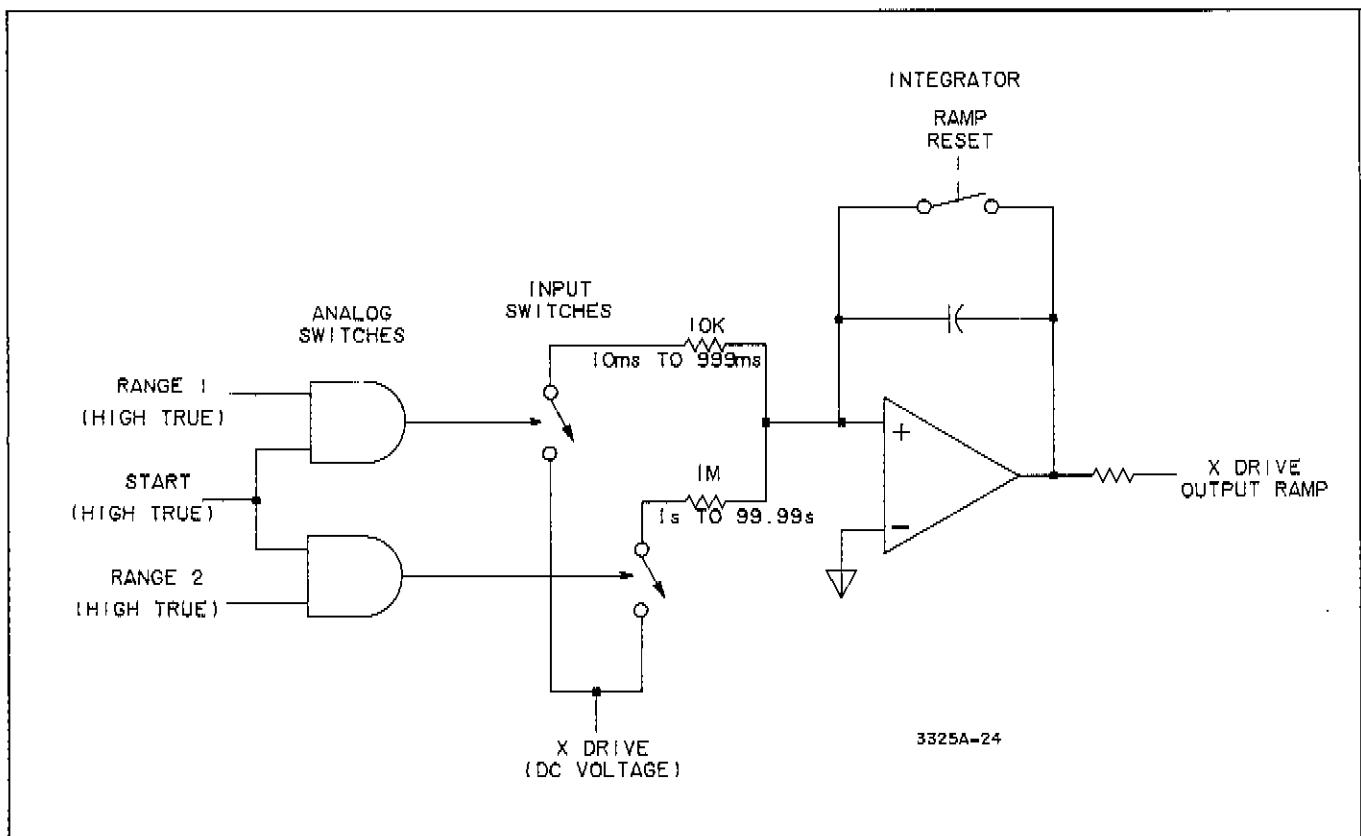 INTEGRATOR
RAMP
RESET
INPUT
SWITCHES
ANALOG
SWITCHES
10K
10ms TO 999ms
RANGE 1
(HIGH TRUE)
+
START
(HIGH TRUE)
1M
1s TO 99.99s
X DRIVE
OUTPUT RAMP
−
RANGE 2
(HIGH TRUE)
3325A-24
X DRIVE
(DC VOLTAGE)